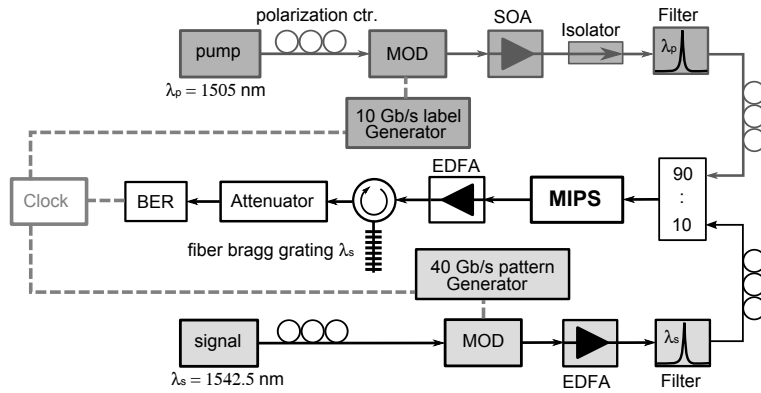 polarization ctr.
SOA
Isolator
Filter
pump
MOD
λp
λp = 1505 nm
10 Gb/s label
Generator
EDFA
90
:
10
Clock
BER
Attenuator
MIPS
fiber bragg grating λs
40 Gb/s pattern
Generator
signal
MOD
λs
λs = 1542.5 nm
EDFA
Filter